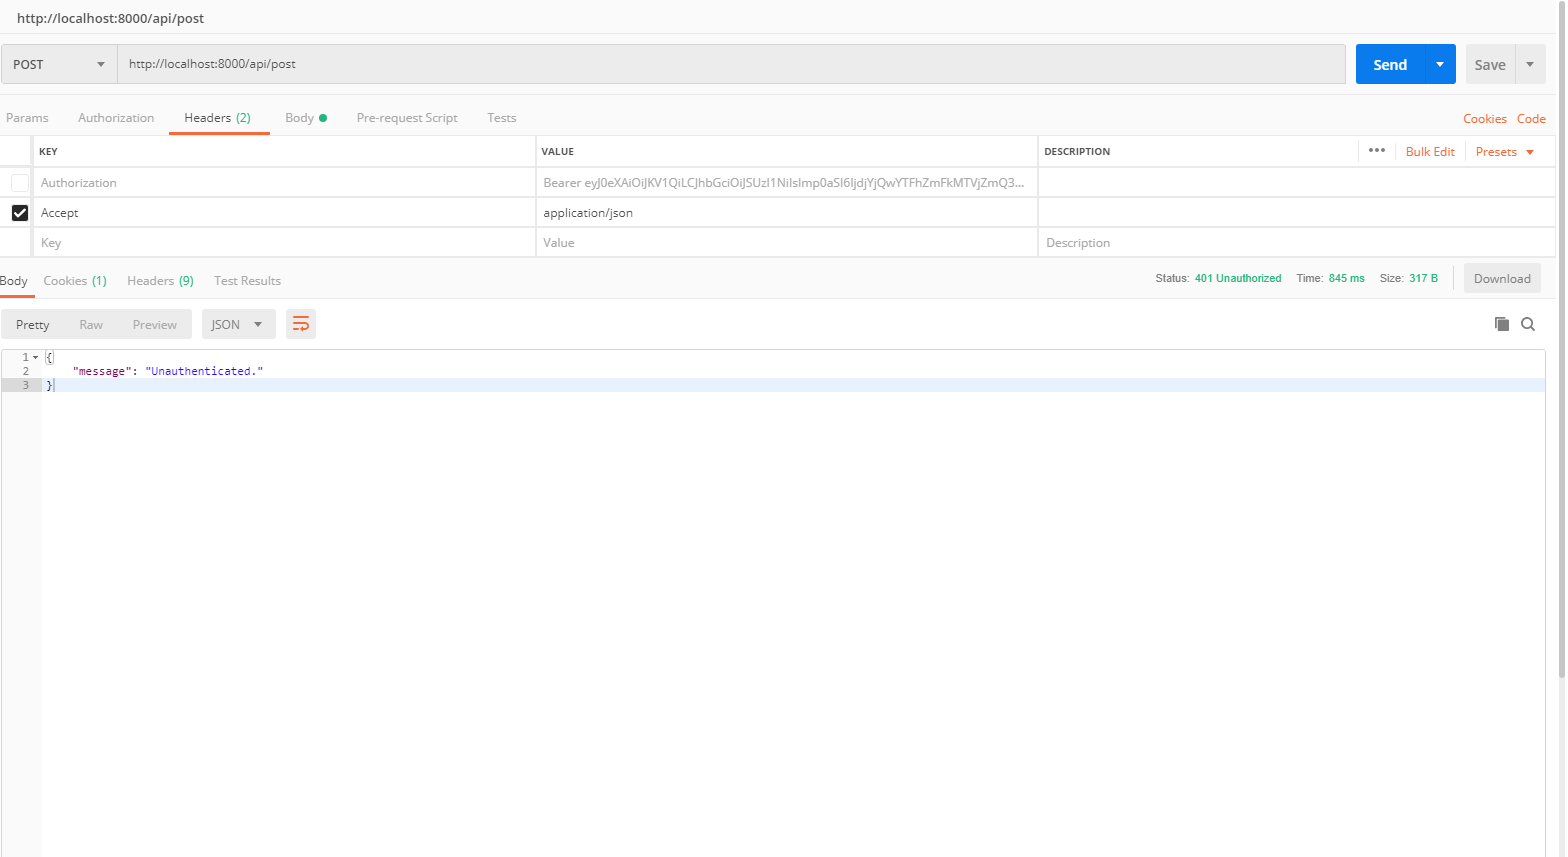 http://localhost:8000/api/post
POST http://localhost:8000/api/post Send Save
Params Authorization Headers (2) Body Pre-request Script Tests Cookies Code
KEY VALUE DESCRIPTION ••• Bulk Edit Presets
Authorization Bearer eyJ0eXAiOiJKV1QiLCJhbGciOiJSUzI1NiIsImp0aSI6IjdjYjQwYTFhZmFkMTVjZmQ3...
Accept application/json
Key Value Description
Body Cookies (1) Headers (9) Test Results Status: 401 Unauthorized Time: 845 ms Size: 317 B Download
Pretty Raw Preview JSON
1 {
2 "message": "Unauthenticated."
3 }